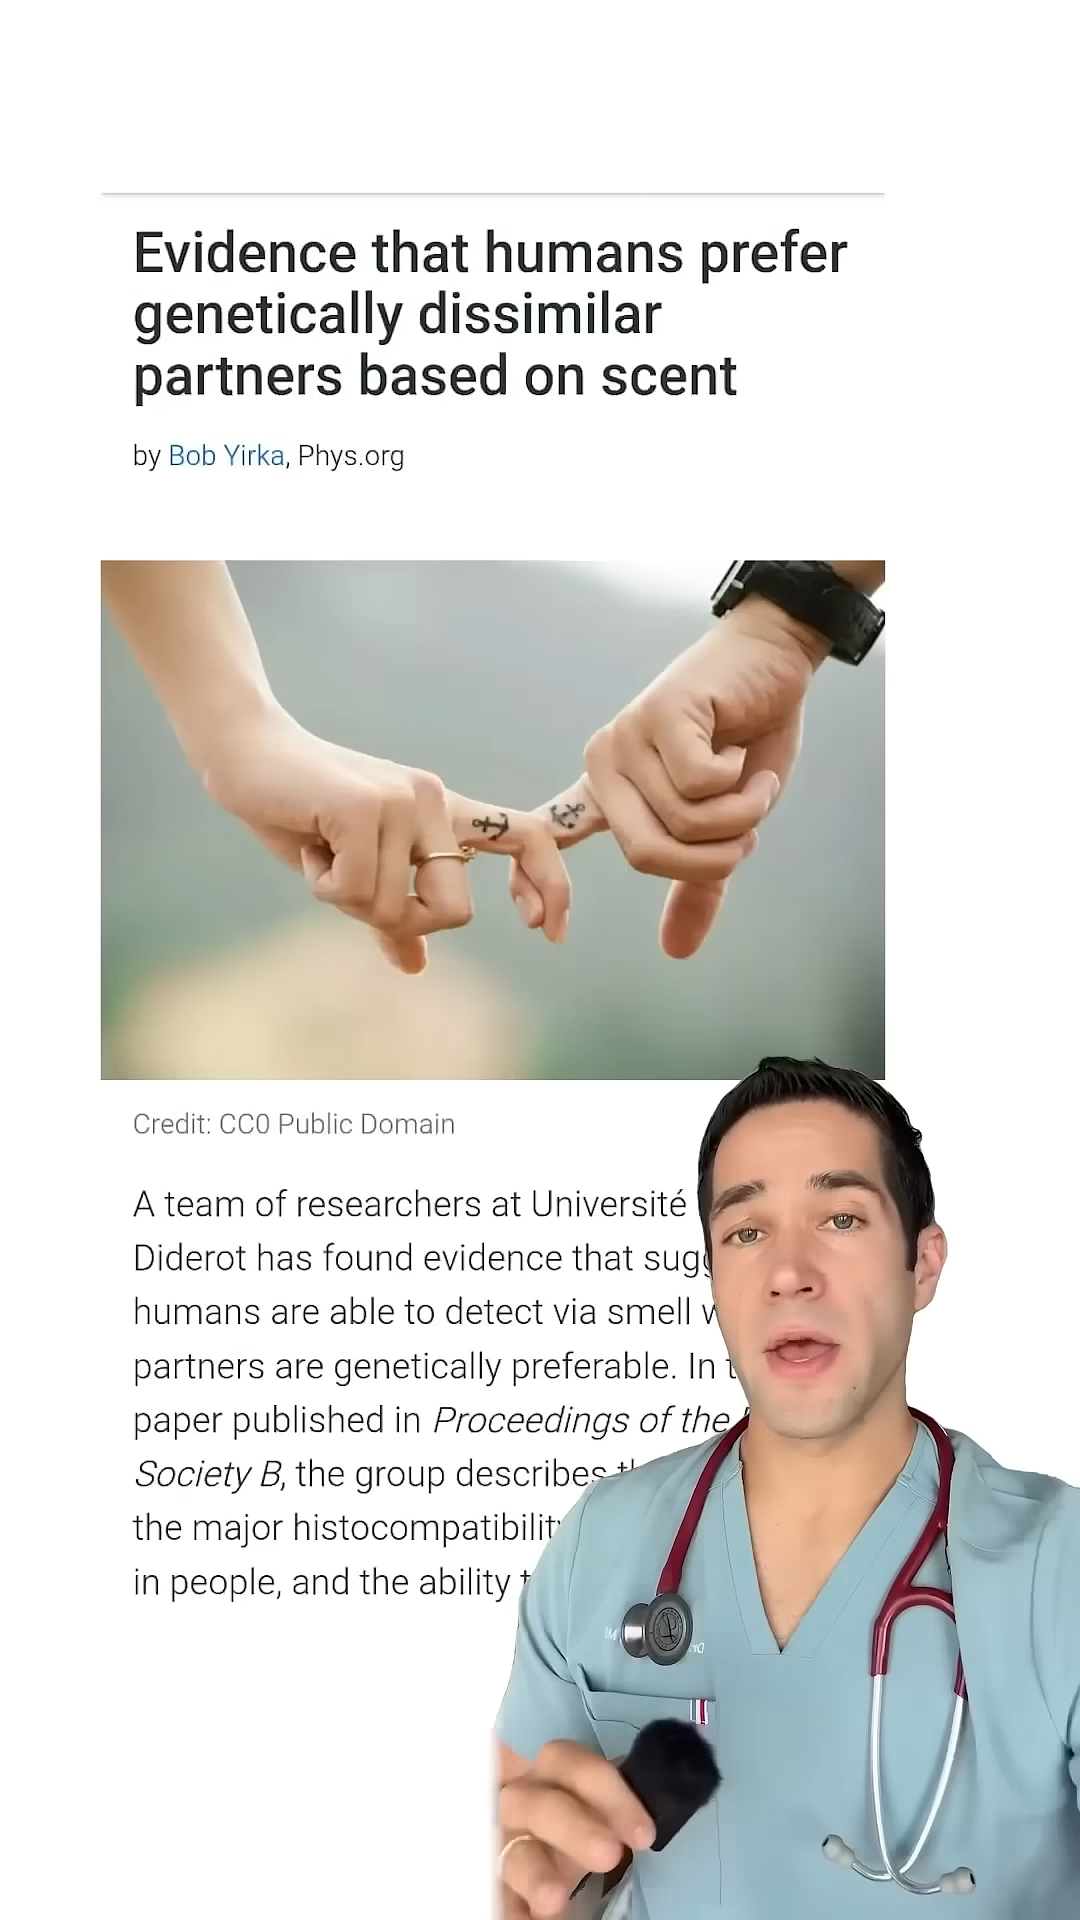 Evidence that humans prefer
genetically dissimilar
partners based on scent
by Bob Yirka, Phys.org
Credit: CC0 Public Domain
A team of researchers at Université
Diderot has found evidence that
humans are able to detect via smell
partners are genetically preferable. In
paper published in Proceedings of the
Society B, the group describes
the major
in people, and the ability